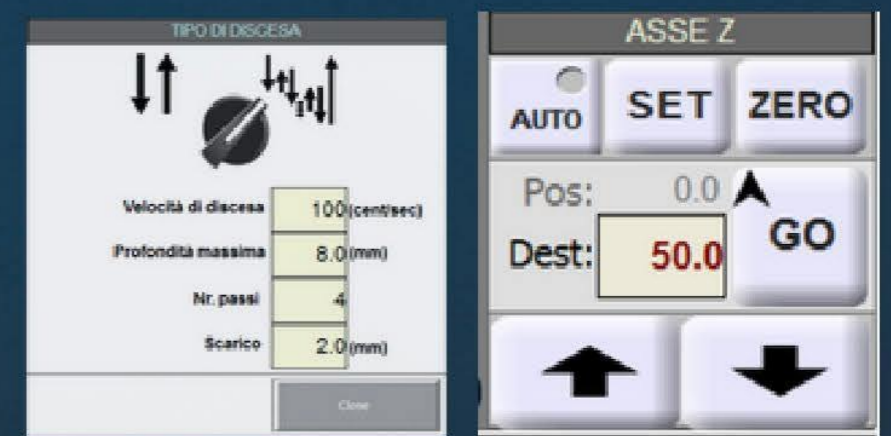 TIPO DI DISCESA
Velocità di discesa 100 (cent/sec)
Profondità massima 8.0 (mm)
Nr. passi 4
Scarico 2.0 (mm)
Close
ASSE Z
AUTO SET ZERO
Pos: 0.0
Dest: 50.0
GO